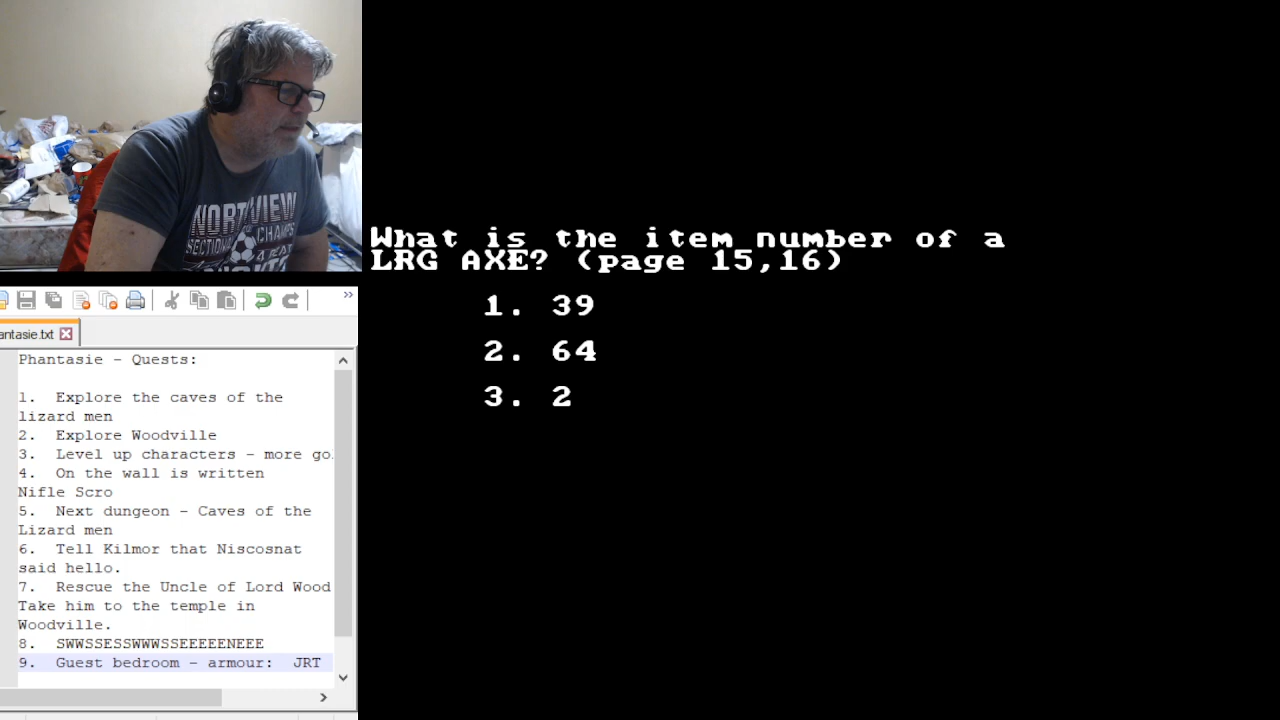 NORTHVIEW
SECTIONAL CHAMPS
What is the item number of a
LRG AXE? (page 15,16)
1. 39
2. 64
3. 2
antasie.txt
Phantasie - Quests:
1. Explore the caves of the
lizard men
2. Explore Woodville
3. Level up characters - more go
4. On the wall is written
Nifle Scro
5. Next dungeon - Caves of the
Lizard men
6. Tell Kilmor that Niscosnat
said hello.
7. Rescue the Uncle of Lord Wood
Take him to the temple in
Woodville.
8. SWWSSESSWWWSSEEEEENEEE
9. Guest bedroom - armour: JRT